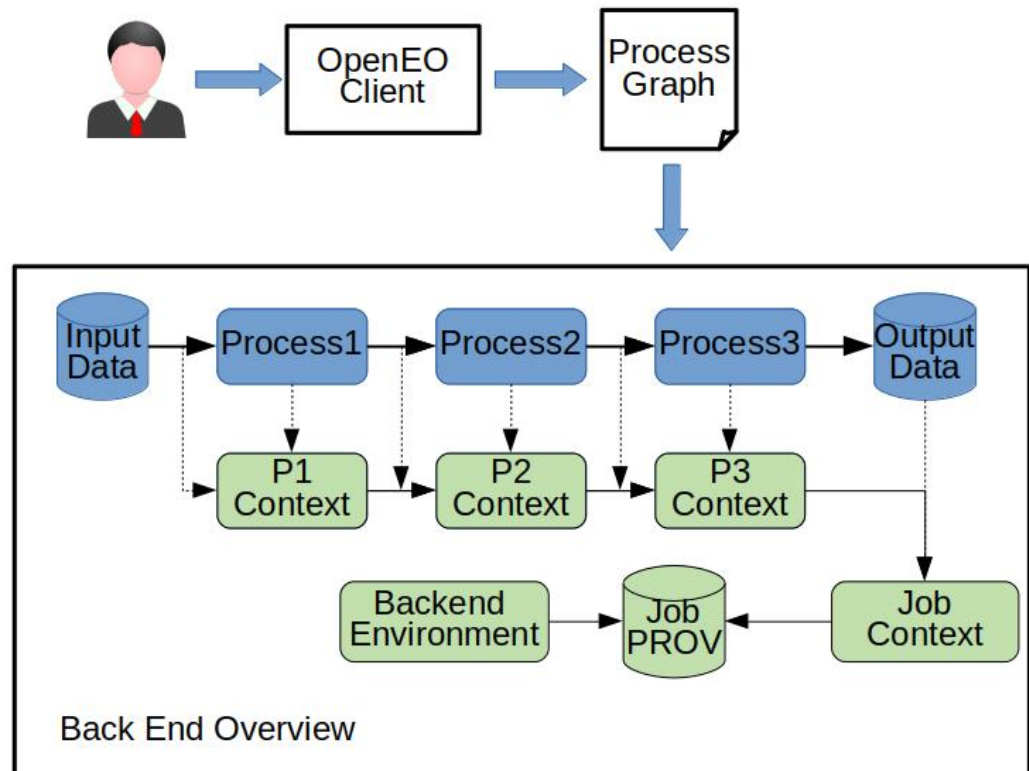 OpenEO
Client
Process
Graph
Input
Data
Process1
Process2
Process3
Output
Data
P1
Context
P2
Context
P3
Context
Backend
Environment
Job
PROV
Job
Context
Back End Overview